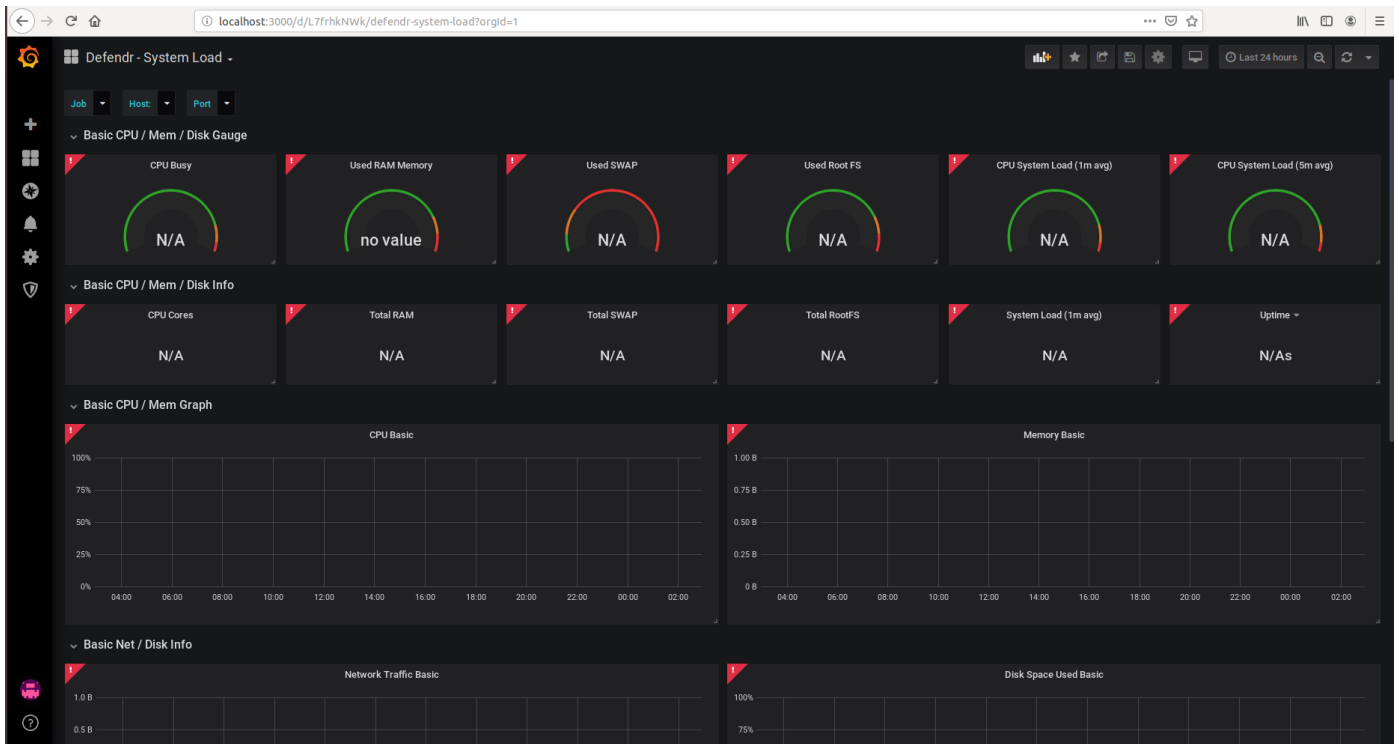 localhost:3000/d/L7frhkNWk/defendr-system-load?orgId=1
Defendr - System Load
Last 24 hours
Job Host: Port
Basic CPU / Mem / Disk Gauge
! CPU Busy ! Used RAM Memory ! Used SWAP ! Used Root FS ! CPU System Load (1m avg) ! CPU System Load (5m avg)
N/A no value N/A N/A N/A N/A
Basic CPU / Mem / Disk Info
! CPU Cores ! Total RAM ! Total SWAP ! Total RootFS ! System Load (1m avg) ! Uptime
N/A N/A N/A N/A N/A N/As
Basic CPU / Mem Graph
! CPU Basic
100%
75%
50%
25%
0%
04:00 06:00 08:00 10:00 12:00 14:00 16:00 18:00 20:00 22:00 00:00 02:00
! Memory Basic
1.00 B
0.75 B
0.50 B
0.25 B
0 B
04:00 06:00 08:00 10:00 12:00 14:00 16:00 18:00 20:00 22:00 00:00 02:00
Basic Net / Disk Info
! Network Traffic Basic
1.0 B
0.5 B
! Disk Space Used Basic
100%
75%
?